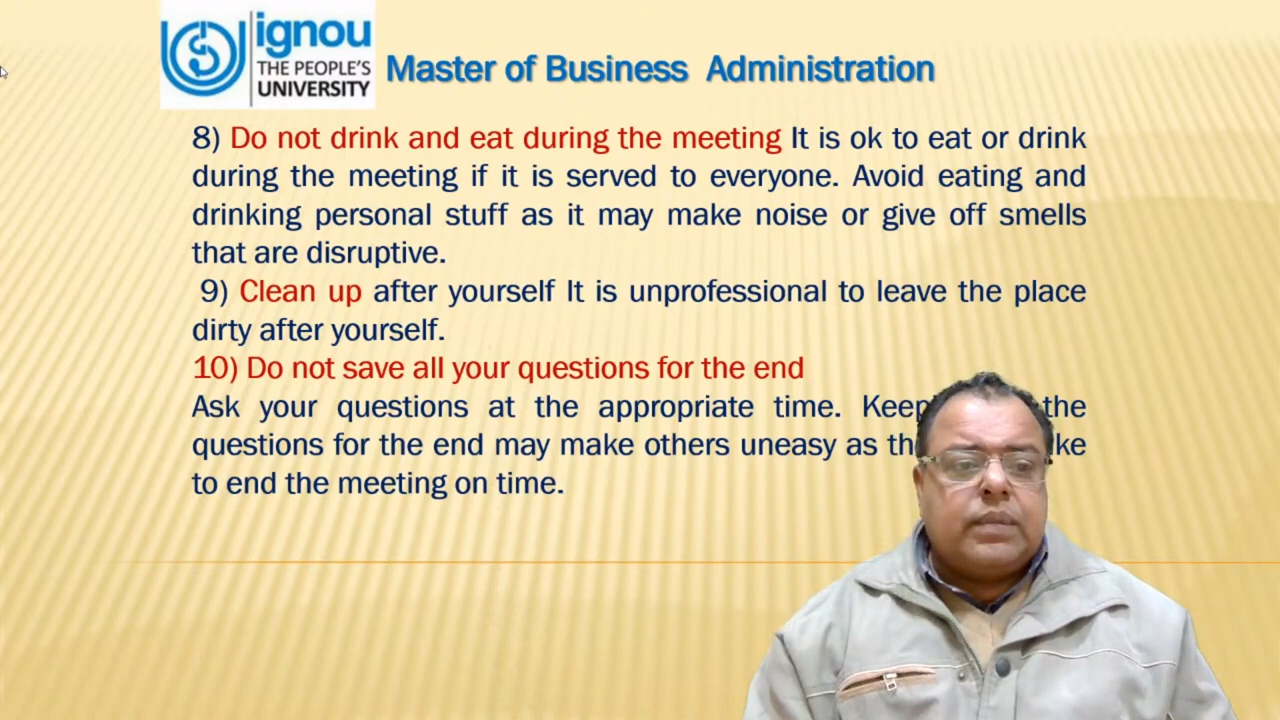 ignou
THE PEOPLE'S
UNIVERSITY
Master of Business Administration
8) Do not drink and eat during the meeting It is ok to eat or drink
during the meeting if it is served to everyone. Avoid eating and
drinking personal stuff as it may make noise or give off smells
that are disruptive.
9) Clean up after yourself It is unprofessional to leave the place
dirty after yourself.
10) Do not save all your questions for the end
Ask your questions at the appropriate time. the
questions for the end may make others uneasy as
to end the meeting on time.